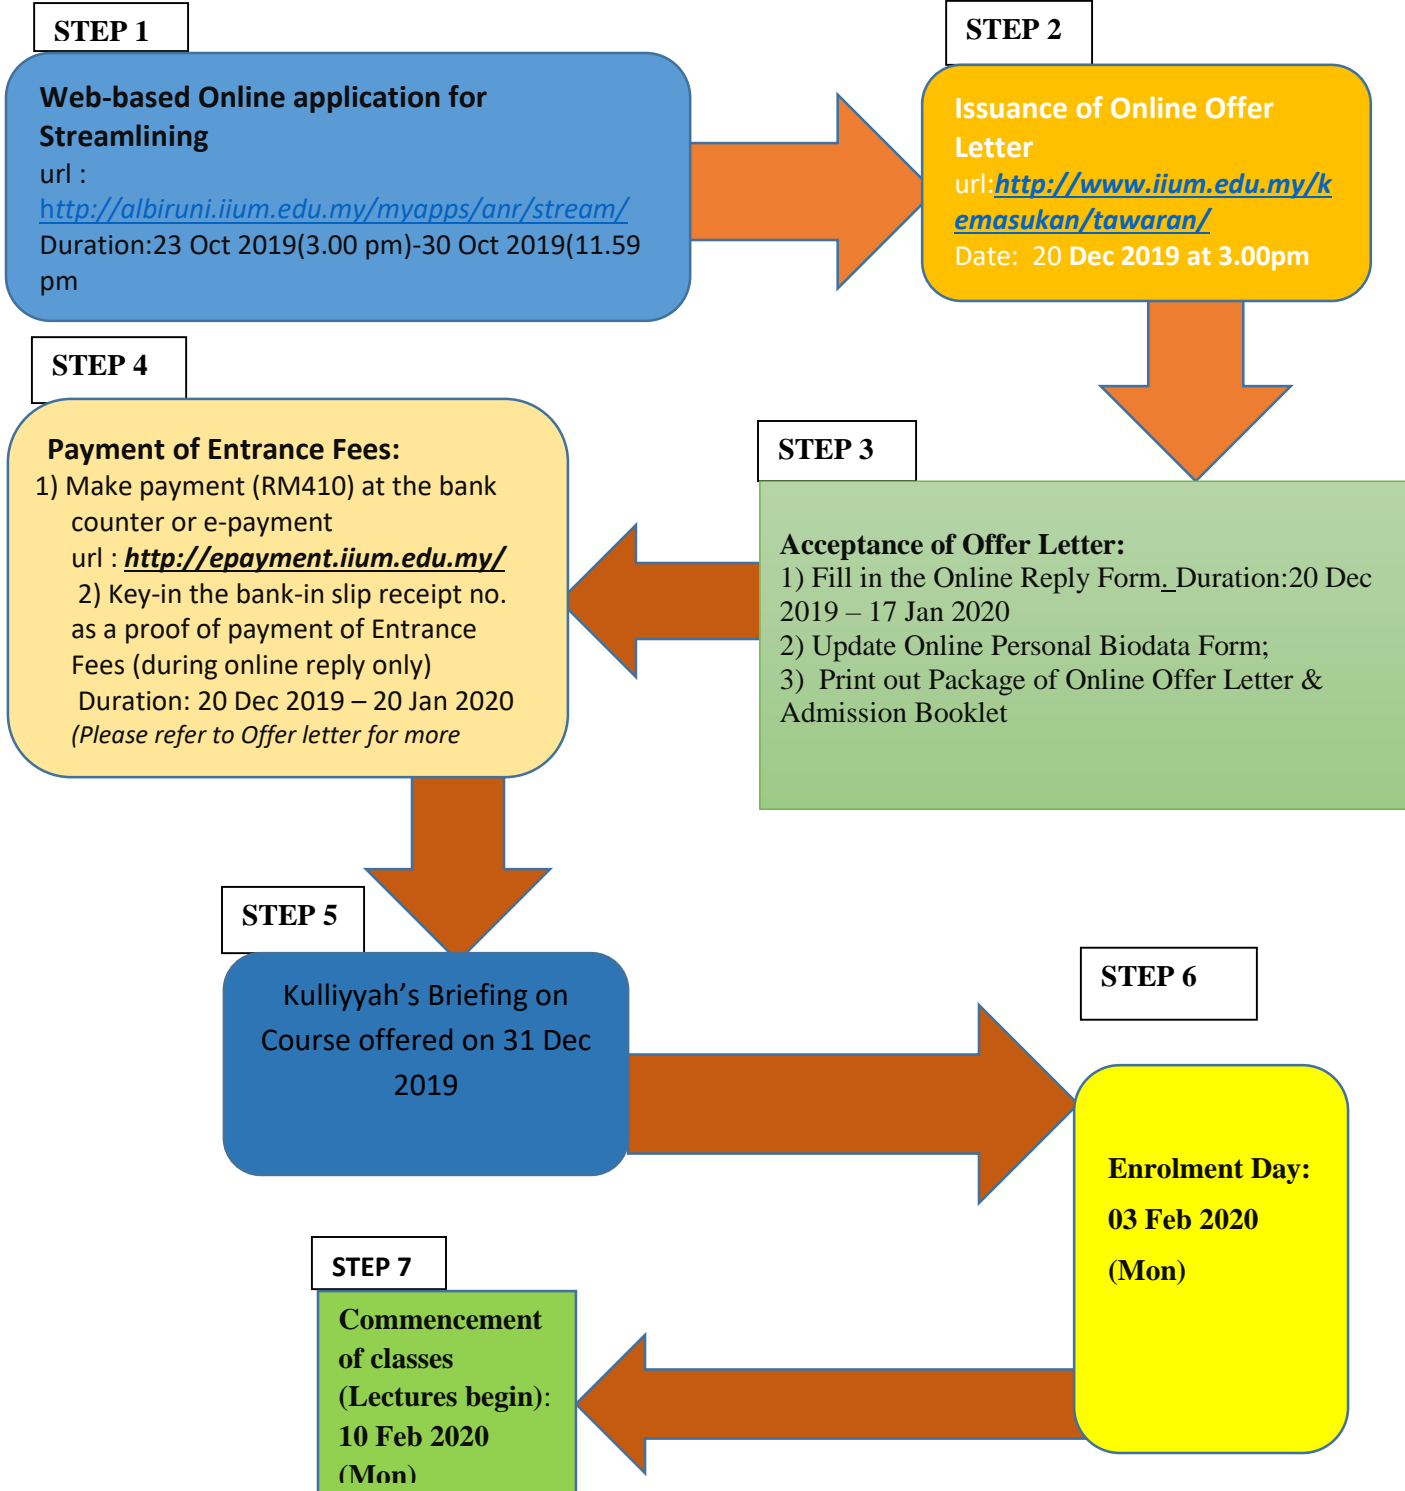 STEP 1
Web-based Online application for
Streamlining
url :
http://albiruni.iium.edu.my/myapps/anr/stream/
Duration:23 Oct 2019(3.00 pm)-30 Oct 2019(11.59
pm
STEP 2
Issuance of Online Offer
Letter
url:http://www.iium.edu.my/k
emasukan/tawaran/
Date:  20 Dec 2019 at 3.00pm
STEP 3
Acceptance of Offer Letter:
1) Fill in the Online Reply Form. Duration:20 Dec
2019 – 17 Jan 2020
2) Update Online Personal Biodata Form;
3)  Print out Package of Online Offer Letter &
Admission Booklet
STEP 4
Payment of Entrance Fees:
1) Make payment (RM410) at the bank
counter or e-payment
url : http://epayment.iium.edu.my/
2) Key-in the bank-in slip receipt no.
as a proof of payment of Entrance
Fees (during online reply only)
Duration: 20 Dec 2019 – 20 Jan 2020
(Please refer to Offer letter for more
STEP 5
Kulliyyah’s Briefing on
Course offered on 31 Dec
2019
STEP 6
Enrolment Day:
03 Feb 2020
(Mon)
STEP 7
Commencement
of classes
(Lectures begin):
10 Feb 2020
(Mon)